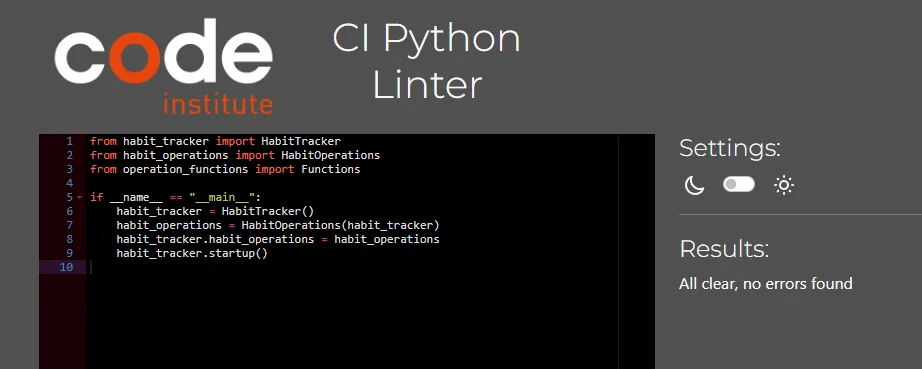 code
institute
CI Python
Linter
1 from habit_tracker import HabitTracker
2 from habit_operations import HabitOperations
3 from operation_functions import Functions
4
5 if __name__ == "__main__":
6     habit_tracker = HabitTracker()
7     habit_operations = HabitOperations(habit_tracker)
8     habit_tracker.habit_operations = habit_operations
9     habit_tracker.startup()
10
Settings:
Results:
All clear, no errors found